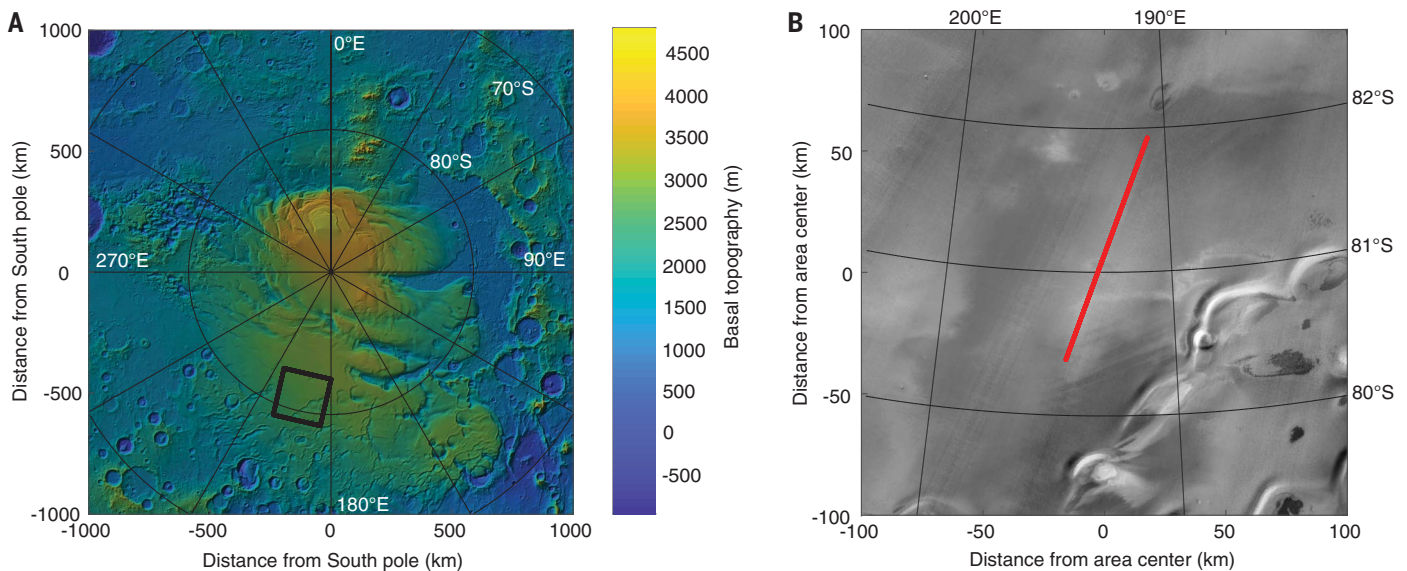 A
1000
500
0
-500
-1000
Distance from South pole (km)
0°E
70°S
80°S
270°E
90°E
180°E
-1000
-500
0
500
1000
Distance from South pole (km)
4500
4000
3500
3000
2500
2000
1500
1000
500
0
-500
Basal topography (m)
B
200°E
190°E
100
50
0
-50
-100
Distance from area center (km)
82°S
81°S
80°S
-100
-50
0
50
100
Distance from area center (km)